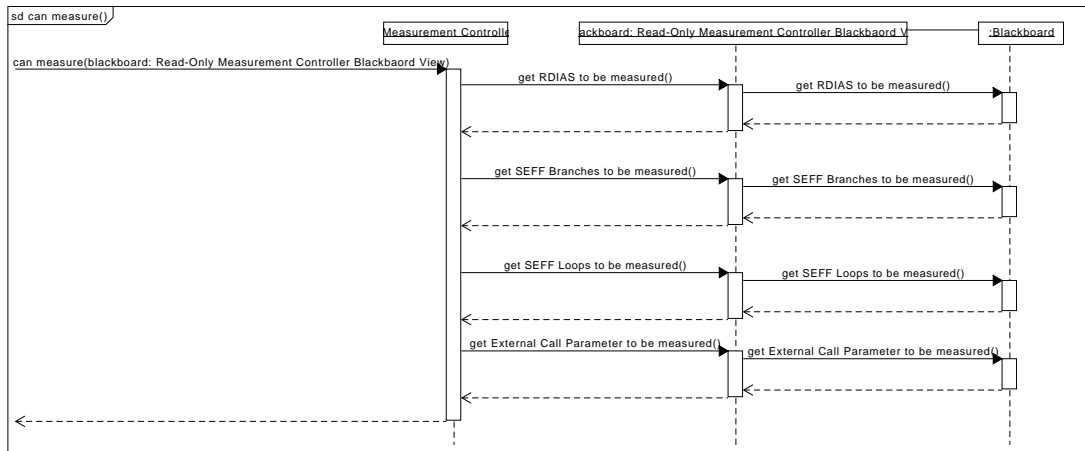 sd can measure()
Measurement Controlle
ackboard: Read-Only Measurement Controller Blackboard V
:Blackboard
can measure(blackboard: Read-Only Measurement Controller Blackbaord View)
get RDIAS to be measured()
get RDIAS to be measured()
get SEFF Branches to be measured()
get SEFF Branches to be measured()
get SEFF Loops to be measured()
get SEFF Loops to be measured()
get External Call Parameter to be measured()
get External Call Parameter to be measured()